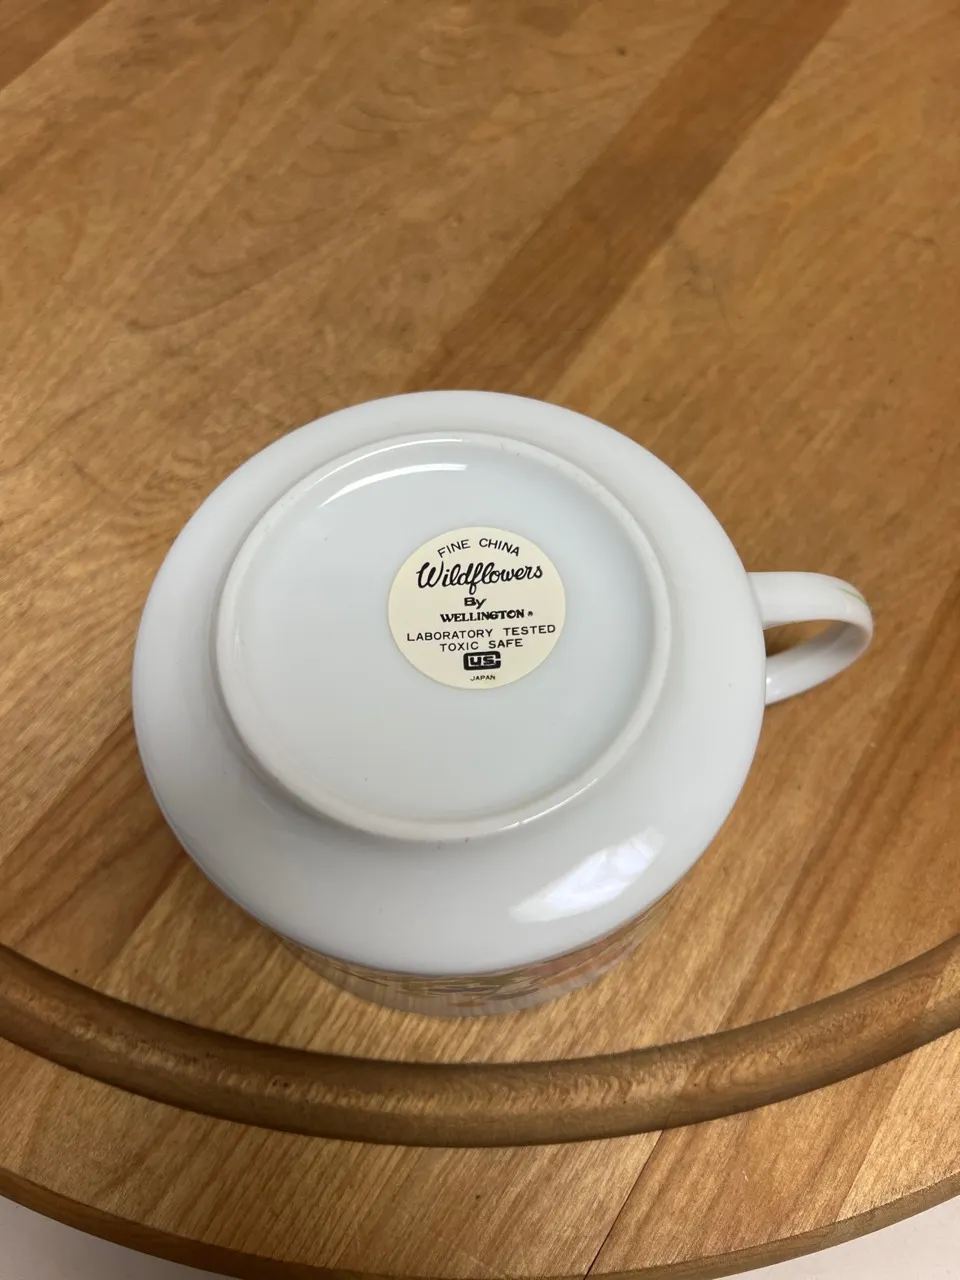 FINE CHINA
Wildflowers
By
WELLINGTON®
LABORATORY TESTED
TOXIC SAFE
US
JAPAN